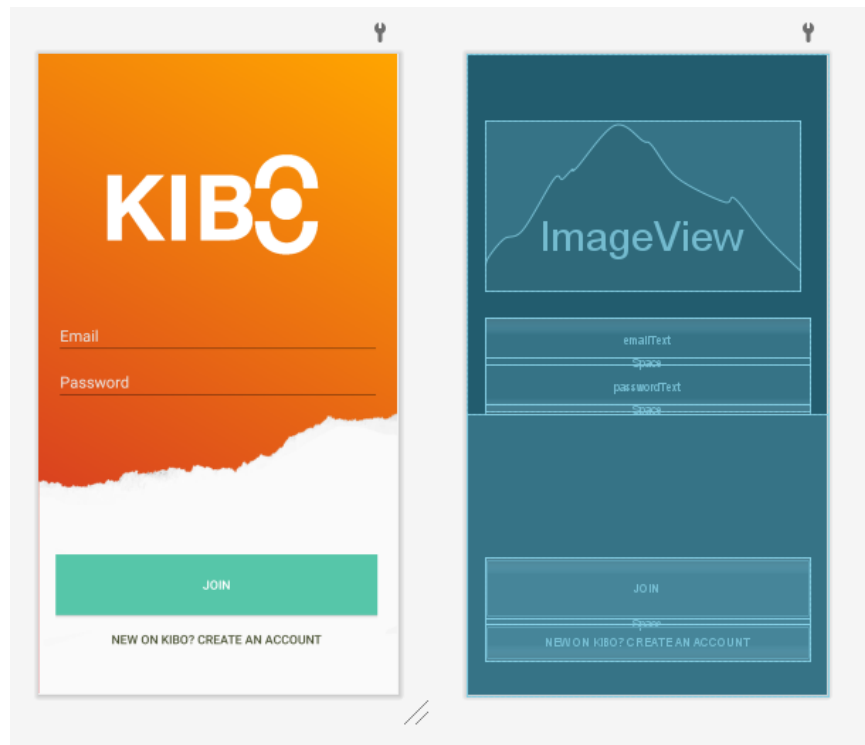 KIBO
Email
Password
JOIN
NEW ON KIBO? CREATE AN ACCOUNT
ImageView
emailText
Space
passwordText
Space
JOIN
Space
NEW ON KIBO? CREATE AN ACCOUNT